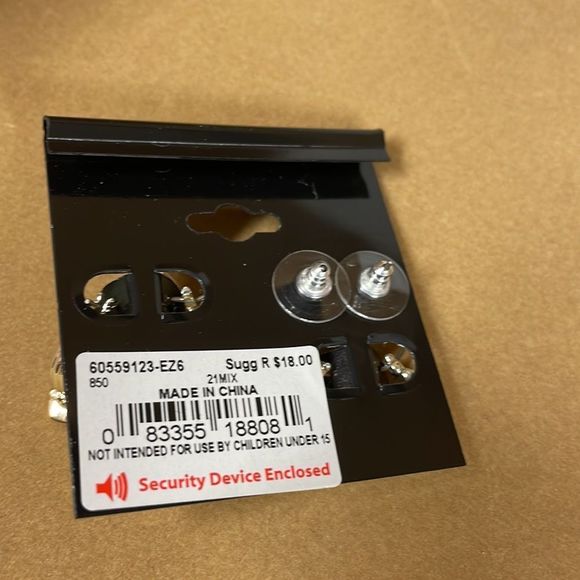 60559123-EZ6 Sugg R $18.00
850 21MIX
MADE IN CHINA
0 83355 18808 1
NOT INTENDED FOR USE BY CHILDREN UNDER 15
Security Device Enclosed